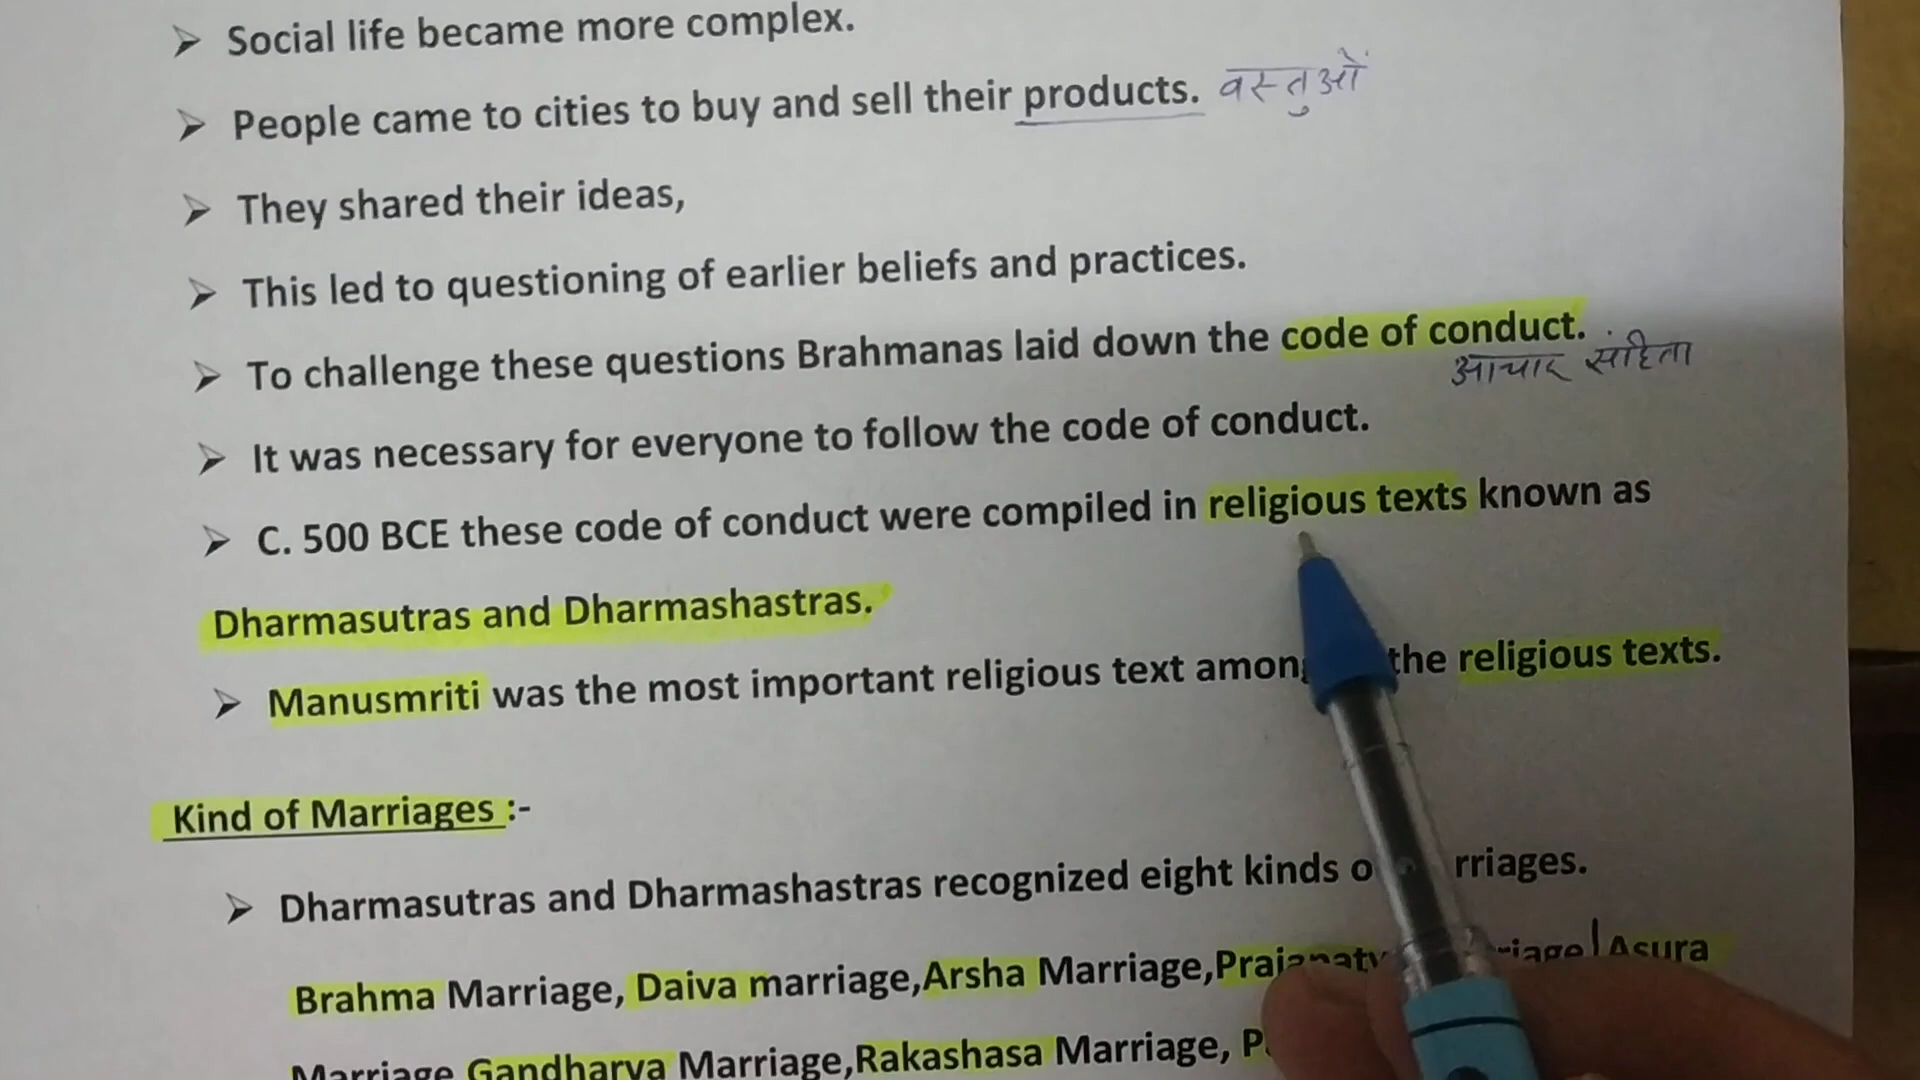 ➢ Social life became more complex.
➢ People came to cities to buy and sell their products. वस्तुओं
➢ They shared their ideas,
➢ This led to questioning of earlier beliefs and practices.
➢ To challenge these questions Brahmanas laid down the code of conduct.
आचार संहिता
➢ It was necessary for everyone to follow the code of conduct.
➢ C. 500 BCE these code of conduct were compiled in religious texts known as
Dharmasutras and Dharmashastras.
➢ Manusmriti was the most important religious text the religious texts.
Kind of Marriages :-
➢ Dharmasutras and Dharmashastras recognized eight kinds
Brahma Marriage, Daiva marriage,Arsha Marriage, Asura
Marriage Gandharva Marriage,Rakashasa Marriage,